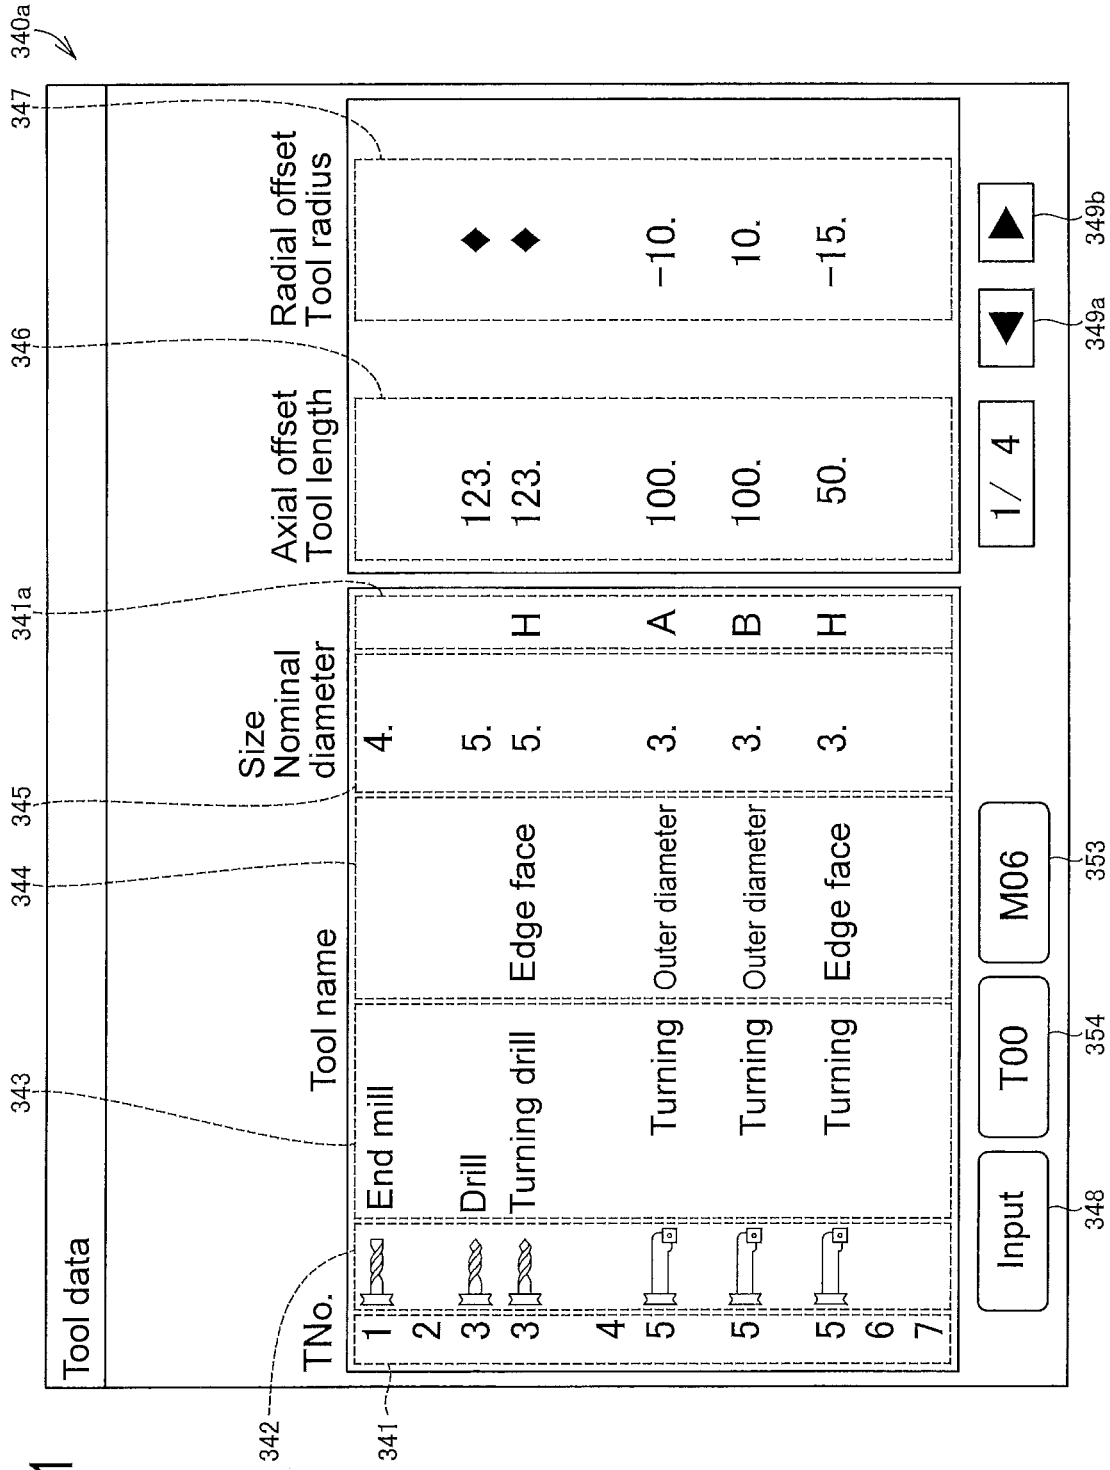 340a
341a
343 344 345 346 347
Tool data
TNo. Tool name Size Nominal diameter Axial offset Tool length Radial offset Tool radius
1 End mill 4.
2
3 Drill 5. 123. ◆
3 Turning drill Edge face 5. H 123. ◆
4
5 Turning Outer diameter 3. A 100. −10.
5 Turning Outer diameter 3. B 100. 10.
5 Turning Edge face 3. H 50. −15.
6
7
342
341
Input T00 M06 1/ 4 ◀ ▶
348 354 353 349a 349b
1